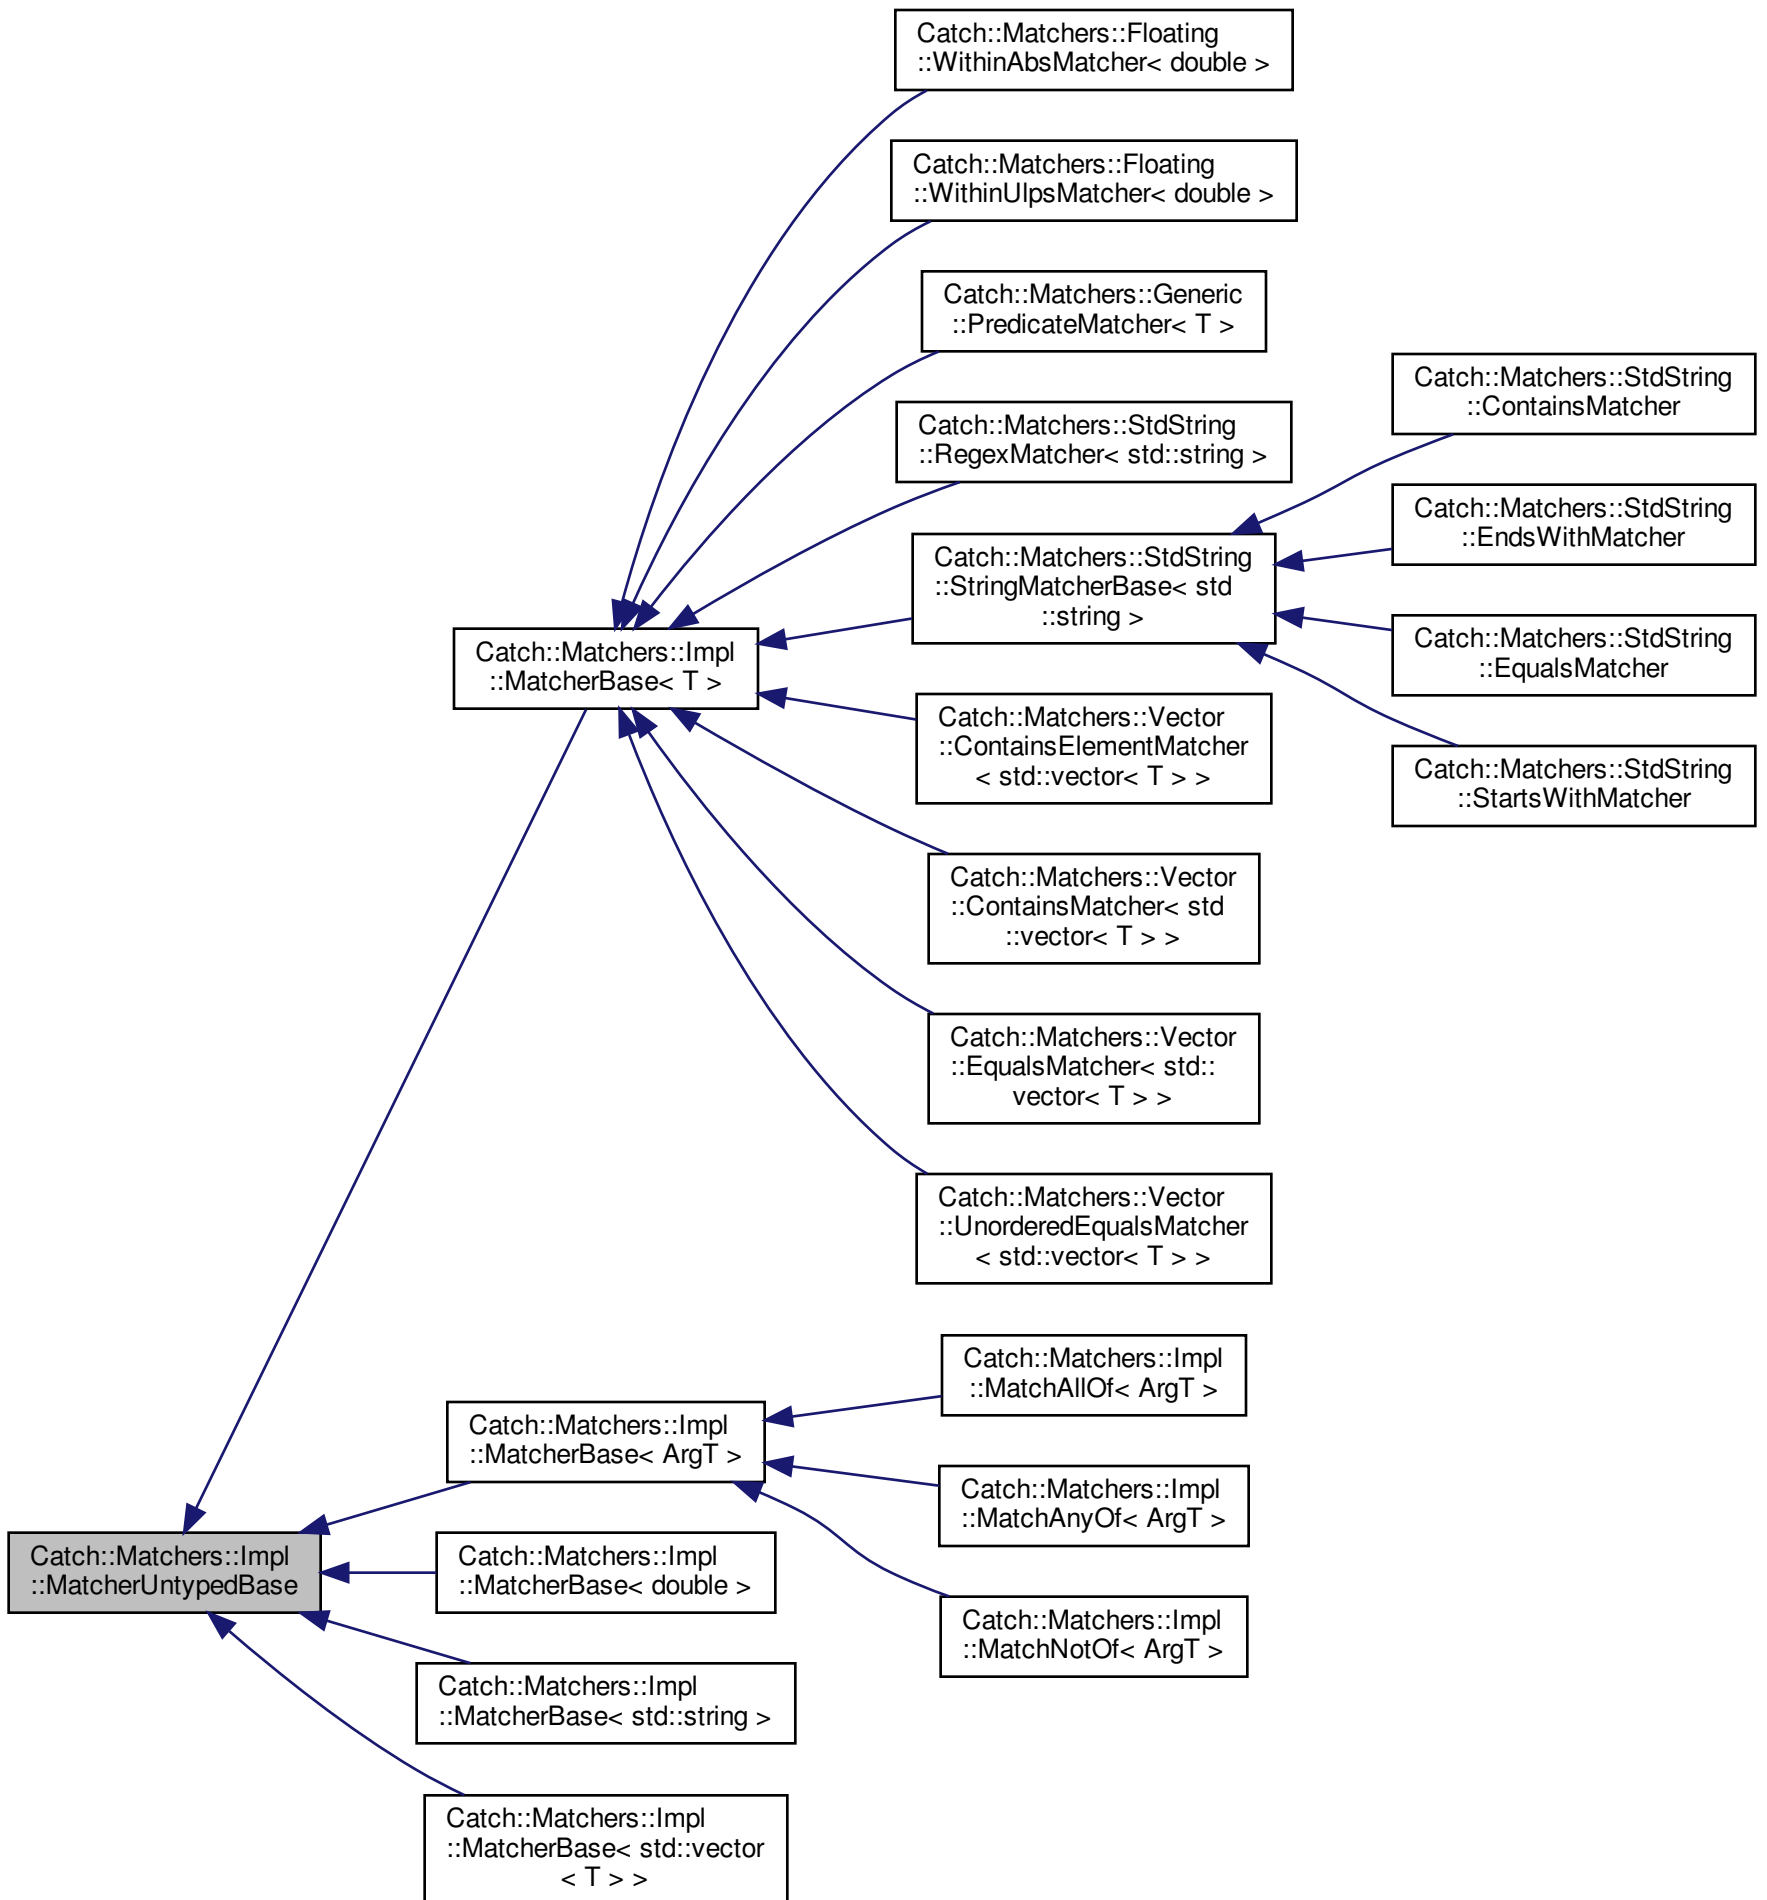 Catch::Matchers::Floating
::WithinAbsMatcher< double >
Catch::Matchers::Floating
::WithinUlpsMatcher< double >
Catch::Matchers::Generic
::PredicateMatcher< T >
Catch::Matchers::StdString
::RegexMatcher< std::string >
Catch::Matchers::StdString
::StringMatcherBase< std
::string >
Catch::Matchers::StdString
::ContainsMatcher
Catch::Matchers::StdString
::EndsWithMatcher
Catch::Matchers::StdString
::EqualsMatcher
Catch::Matchers::StdString
::StartsWithMatcher
Catch::Matchers::Impl
::MatcherBase< T >
Catch::Matchers::Vector
::ContainsElementMatcher
< std::vector< T > >
Catch::Matchers::Vector
::ContainsMatcher< std
::vector< T > >
Catch::Matchers::Vector
::EqualsMatcher< std::
vector< T > >
Catch::Matchers::Vector
::UnorderedEqualsMatcher
< std::vector< T > >
Catch::Matchers::Impl
::MatchAllOf< ArgT >
Catch::Matchers::Impl
::MatcherBase< ArgT >
Catch::Matchers::Impl
::MatchAnyOf< ArgT >
Catch::Matchers::Impl
::MatchNotOf< ArgT >
Catch::Matchers::Impl
::MatcherUntypedBase
Catch::Matchers::Impl
::MatcherBase< double >
Catch::Matchers::Impl
::MatcherBase< std::string >
Catch::Matchers::Impl
::MatcherBase< std::vector
< T > >